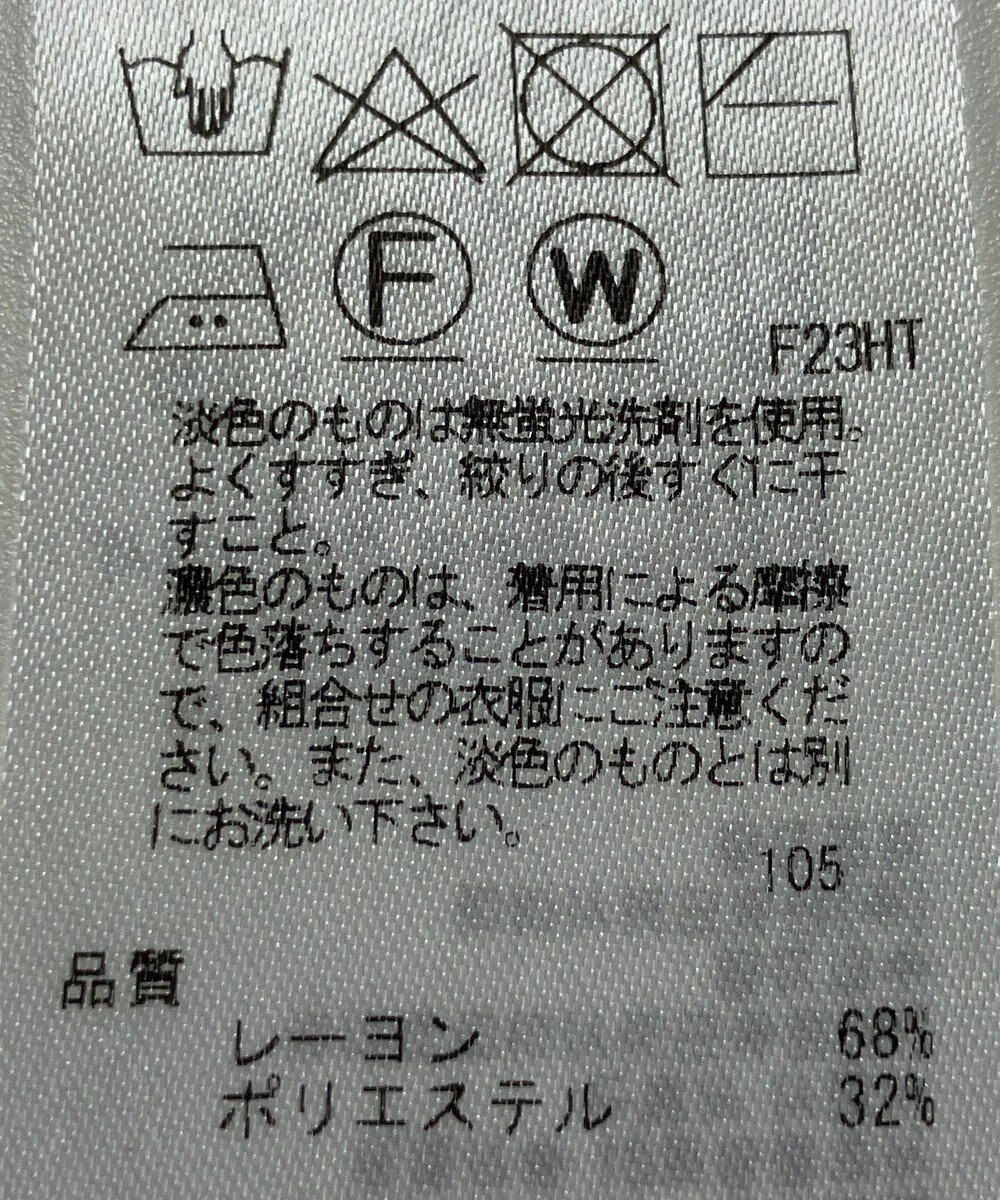 F W
F23HT
淡色のものは無蛍光洗剤を使用。
よくすすぎ、絞りの後すぐに干
すこと。
濃色のものは、着用による摩擦
で色落ちすることがありますの
で、組合せの衣服にご注意くだ
さい。また、淡色のものとは別
にお洗い下さい。
105
品質
レーヨン 68%
ポリエステル 32%